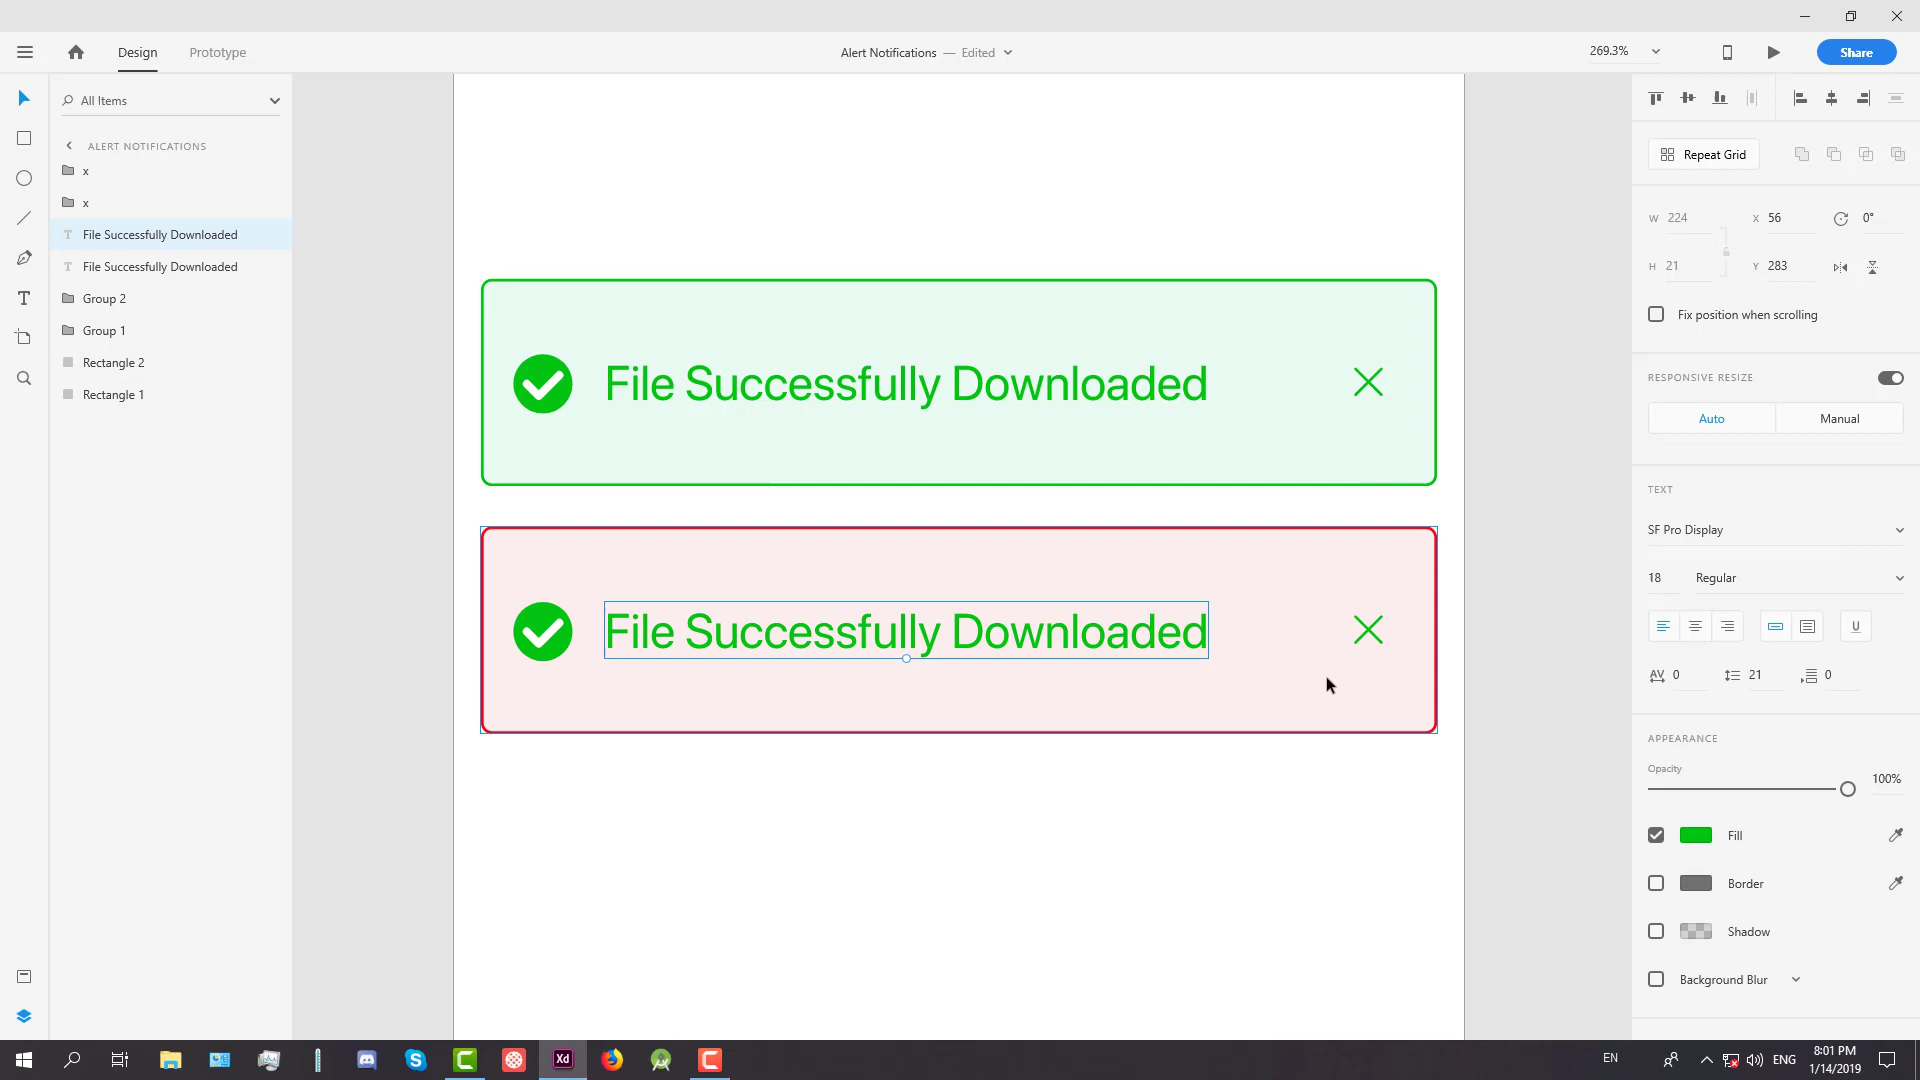 Design
Prototype
Alert Notifications — Edited
269.3%
Share
All Items
ALERT NOTIFICATIONS
x
x
File Successfully Downloaded
File Successfully Downloaded
Group 2
Group 1
Rectangle 2
Rectangle 1
File Successfully Downloaded
File Successfully Downloaded
Repeat Grid
W 224
X 56
0°
H 21
Y 283
Fix position when scrolling
RESPONSIVE RESIZE
Auto
Manual
TEXT
SF Pro Display
18
Regular
U
AV 0
21
0
APPEARANCE
Opacity
100%
Fill
Border
Shadow
Background Blur
Xd
EN
ENG
8:01 PM
1/14/2019